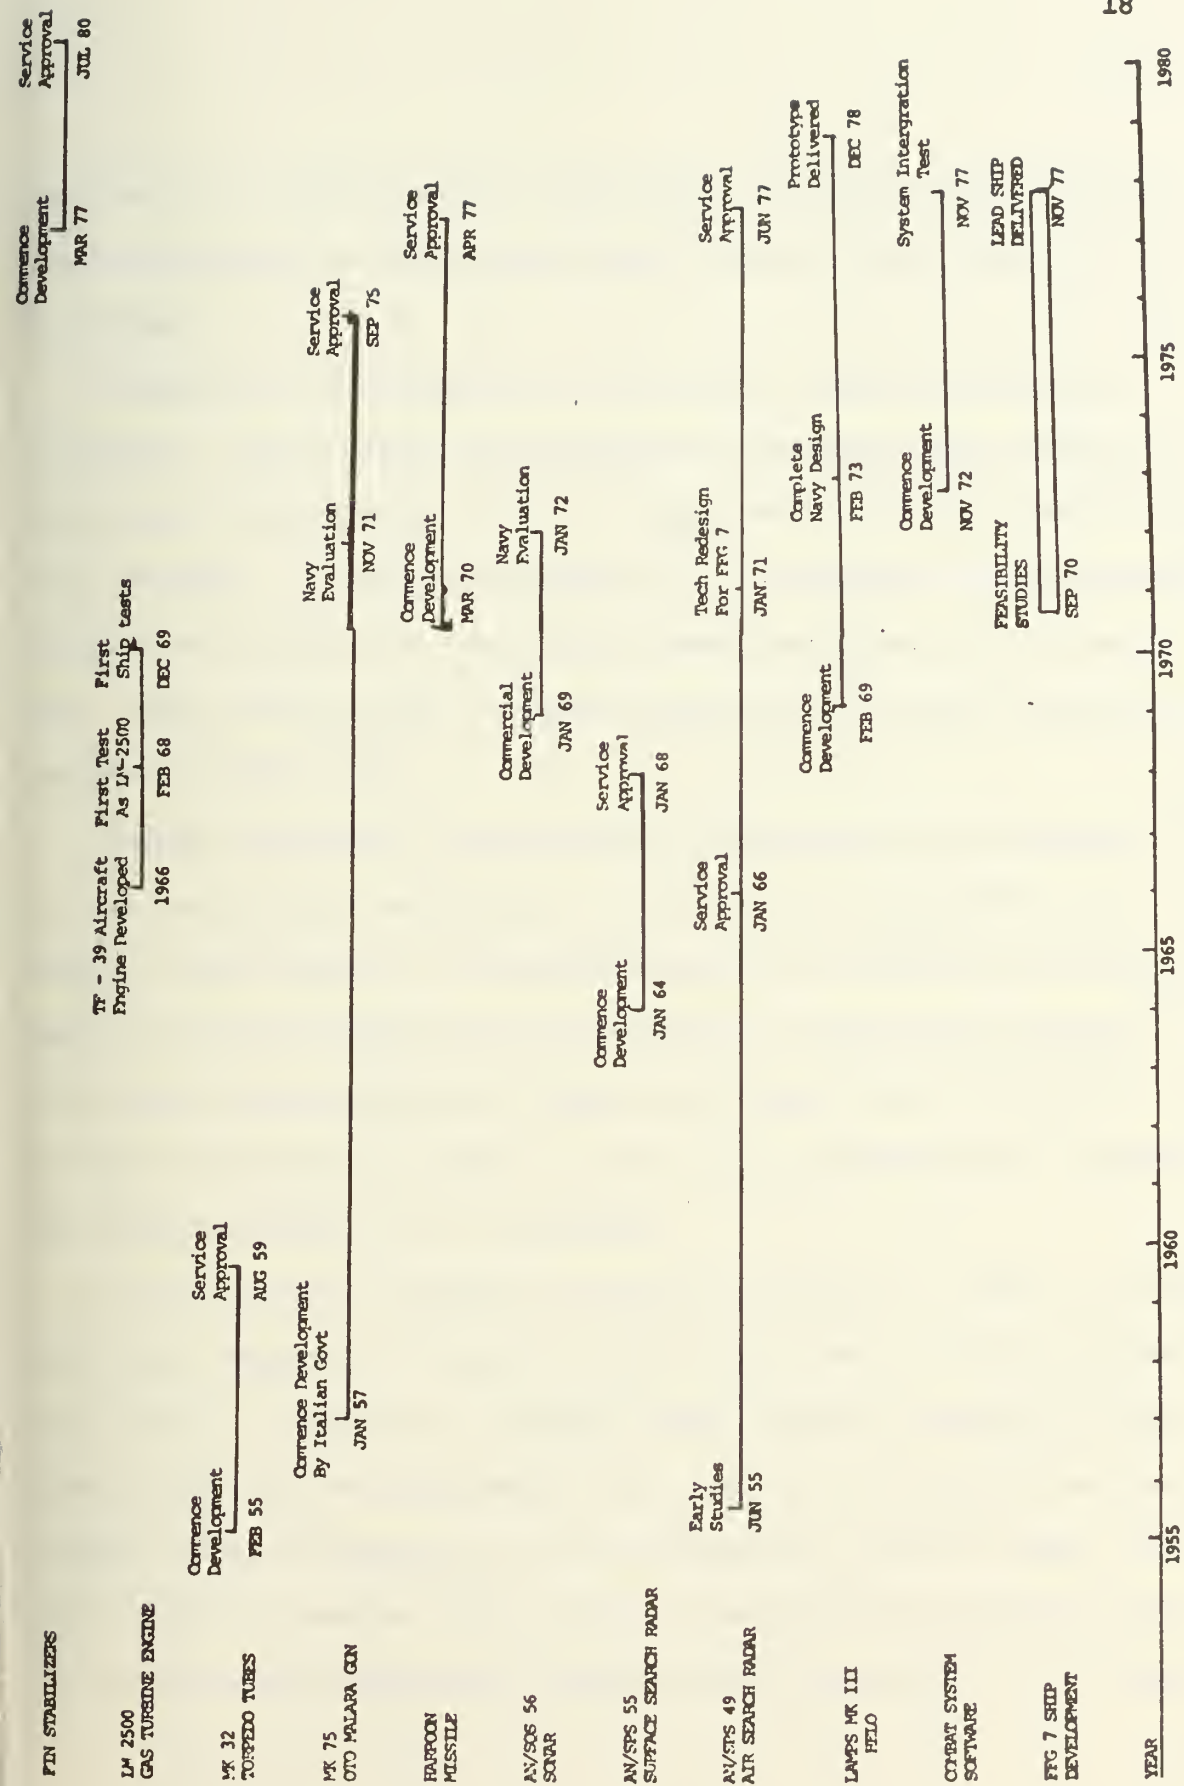 18
FIN STABILIZERS
Commence
Development
MAR 77
Service
Approval
JUL 80
LM 2500
GAS TURBINE ENGINE
TF - 39 Aircraft
Engine Developed
1966
First Test
As LM-2500
FEB 68
First
Ship tests
DEC 69
MK 32
TORPEDO TUBES
Commence
Development
FEB 55
Service
Approval
AUG 59
MK 75
OTO MALARA GUN
Commence Development
By Italian Govt
JAN 57
Navy
Evaluation
NOV 71
Service
Approval
SEP 75
HARPOON
MISSILE
Commence
Development
MAR 70
Service
Approval
APR 77
AN/SQS 56
SONAR
Commercial
Development
JAN 69
Navy
Evaluation
JAN 72
AN/SPS 55
SURFACE SEARCH RADAR
Commence
Development
JAN 64
Service
Approval
JAN 68
AN/SPS 49
AIR SEARCH RADAR
Early
Studies
JUN 55
Service
Approval
JAN 66
Tech Redesign
For FFG 7
JAN 71
Service
Approval
JUN 77
LAMPS MK III
HELO
Commence
Development
FEB 69
Complete
Navy Design
FEB 73
Prototype
Delivered
DEC 78
COMBAT SYSTEM
SOFTWARE
Commence
Development
NOV 72
System Intergration
Test
NOV 77
FFG 7 SHIP
DEVELOPMENT
FEASIBILITY
STUDIES
SEP 70
LEAD SHIP
DELIVERED
NOV 77
YEAR
1955
1960
1965
1970
1975
1980